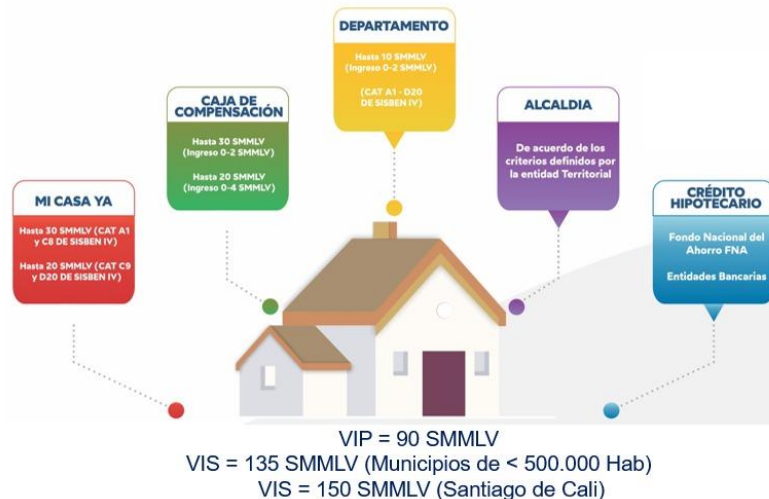 DEPARTAMENTO
Hasta 10 SMMLV
(Ingreso 0-2 SMMLV)
(CAT A1 - D20
DE SISBEN IV)
CAJA DE
COMPENSACIÓN
Hasta 30 SMMLV
(Ingreso 0-2 SMMLV)
Hasta 20 SMMLV
(Ingreso 0-4 SMMLV)
ALCALDIA
De acuerdo de los
criterios definidos por
la entidad Territorial
MI CASA YA
Hasta 30 SMMLV (CAT A1
y C8 DE SISBEN IV)
Hasta 20 SMMLV (CAT C9
y D20 DE SISBEN IV)
CRÉDITO
HIPOTECARIO
Fondo Nacional del
Ahorro FNA
Entidades Bancarias
VIP = 90 SMMLV
VIS = 135 SMMLV (Municipios de < 500.000 Hab)
VIS = 150 SMMLV (Santiago de Cali)